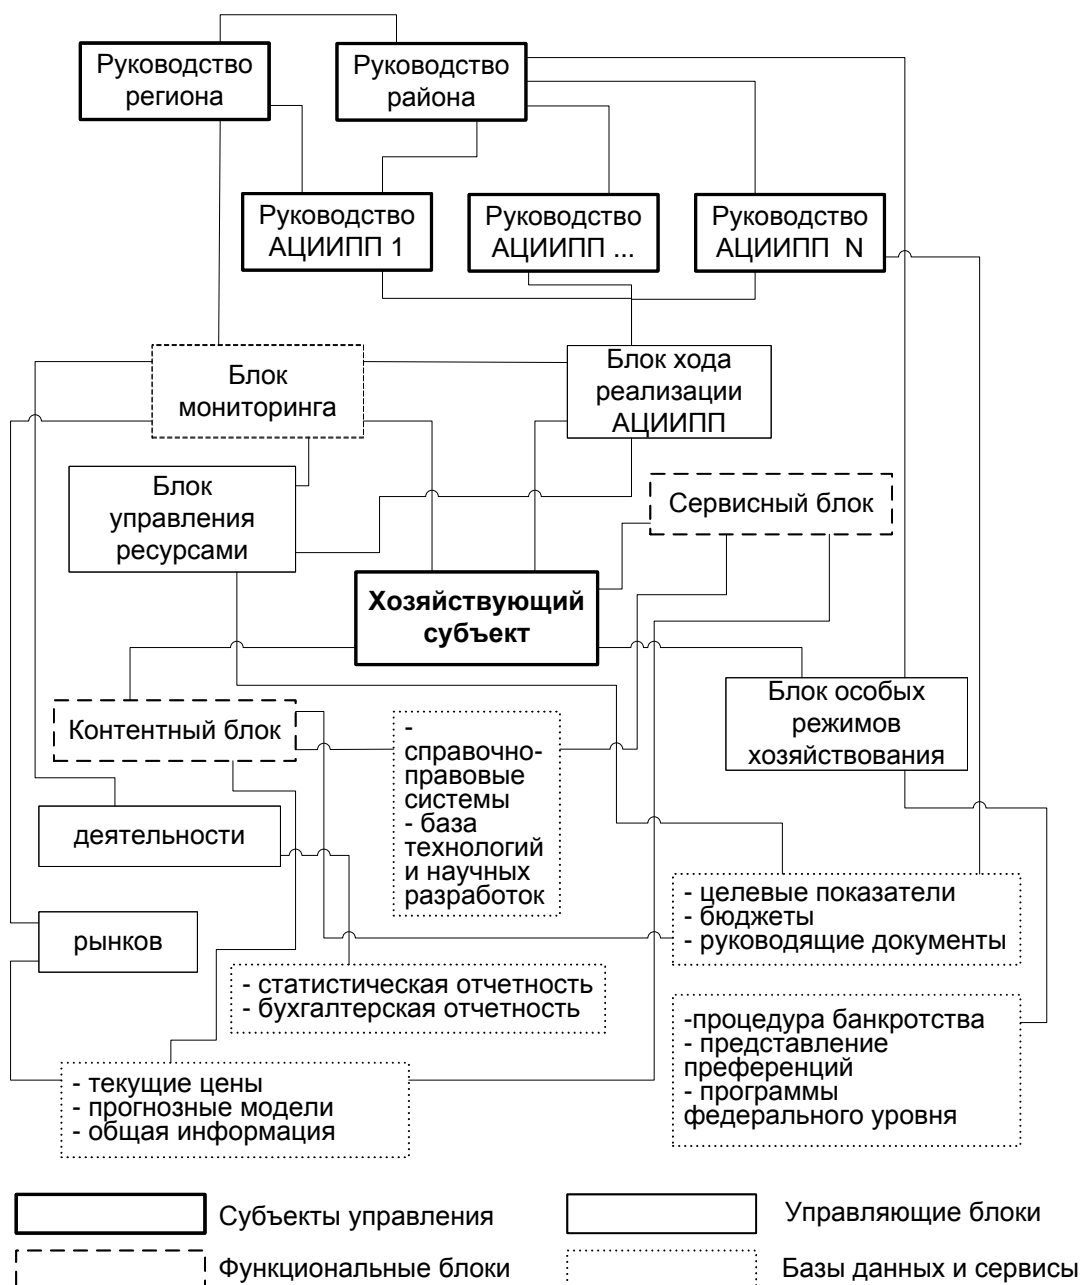 Руководство
региона
Руководство
района
Руководство
АЦИИПП 1
Руководство
АЦИИПП ...
Руководство
АЦИИПП  N
Блок
мониторинга
Блок хода
реализации
АЦИИПП
Блок
управления
ресурсами
Сервисный блок
Хозяйствующий
субъект
Контентный блок
-
справочно-
правовые
системы
- база
технологий
и научных
разработок
Блок особых
режимов
хозяйствования
деятельности
- целевые показатели
- бюджеты
- руководящие документы
рынков
- статистическая отчетность
- бухгалтерская отчетность
-процедура банкротства
- представление
преференций
- программы
федерального уровня
- текущие цены
- прогнозные модели
- общая информация
Субъекты управления
Управляющие блоки
Функциональные блоки
Базы данных и сервисы